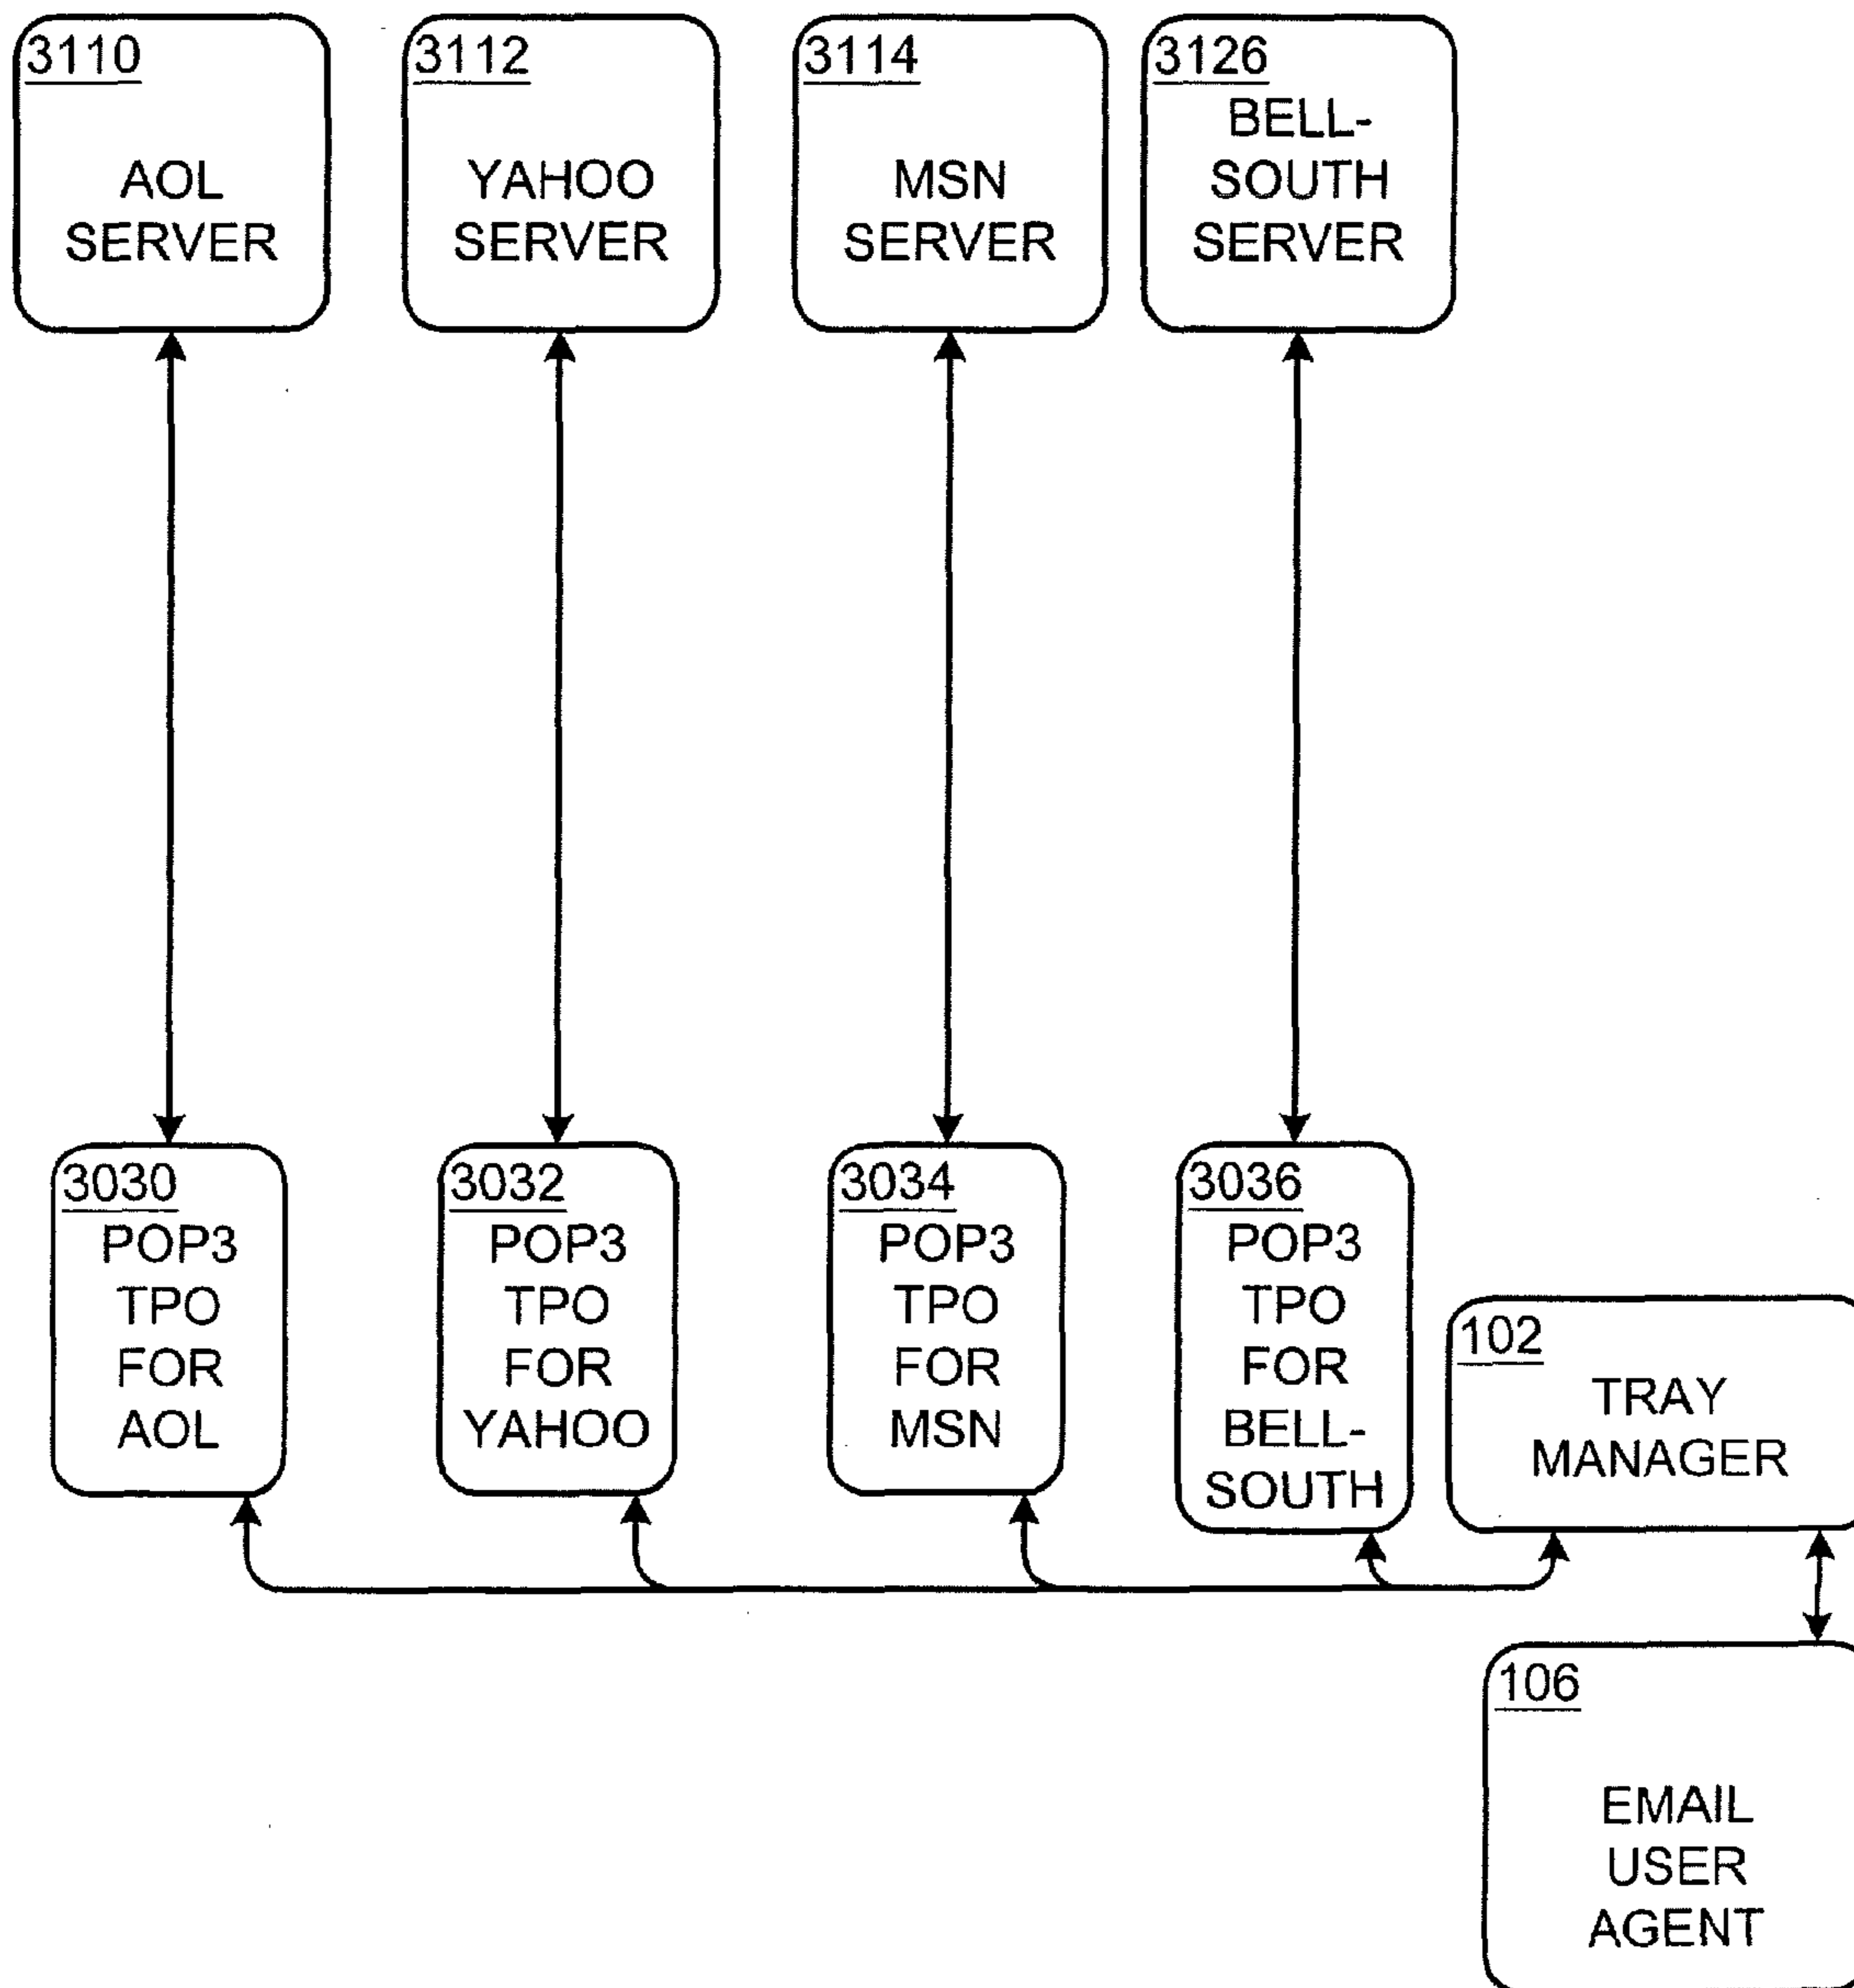 3110
AOL
SERVER
3112
YAHOO
SERVER
3114
MSN
SERVER
3126
BELL-
SOUTH
SERVER
3030
POP3
TPO
FOR
AOL
3032
POP3
TPO
FOR
YAHOO
3034
POP3
TPO
FOR
MSN
3036
POP3
TPO
FOR
BELL-
SOUTH
102
TRAY
MANAGER
106
EMAIL
USER
AGENT